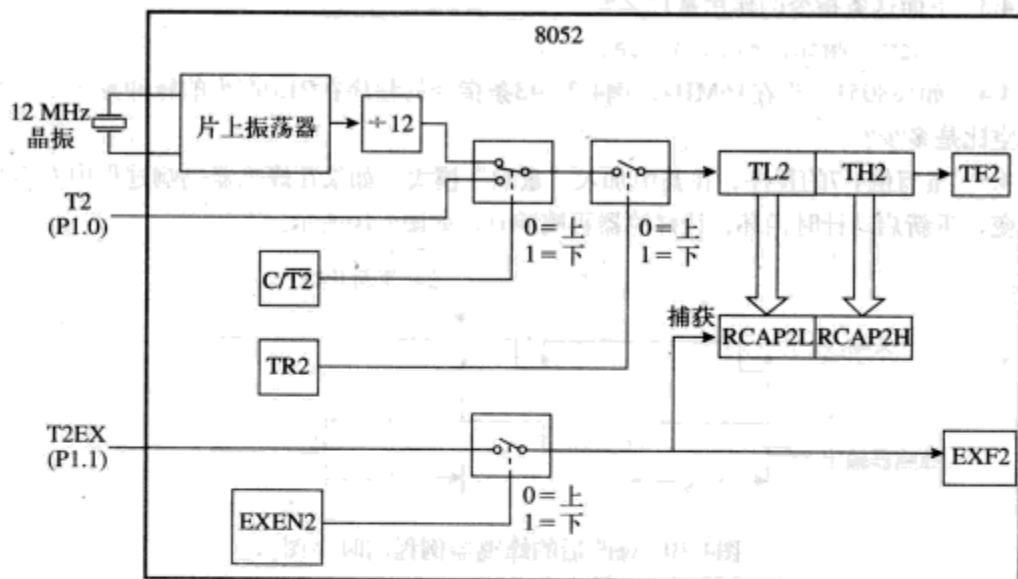 8052
12 MHz
晶振
片上振荡器
÷12
T2
(P1.0)
TL2
TH2
TF2
0=上
1=下
0=上
1=下
C/T2̅
捕获
RCAP2L
RCAP2H
TR2
T2EX
(P1.1)
EXF2
0=上
1=下
EXEN2